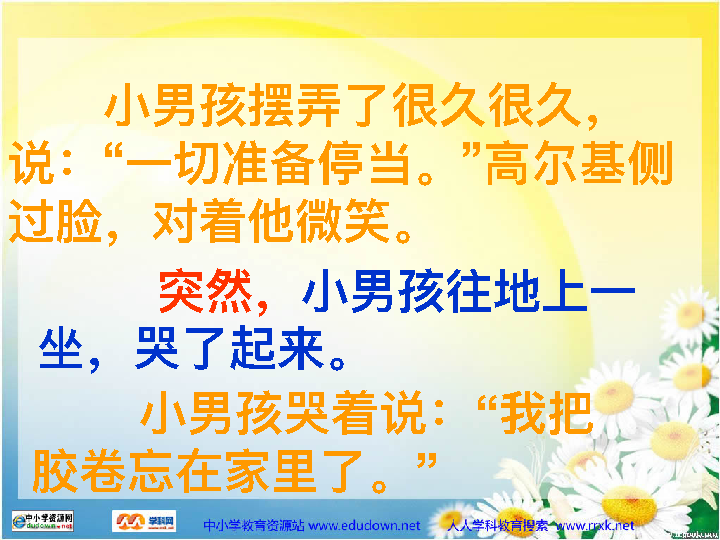 小男孩摆弄了很久很久，
说：“一切准备停当。”高尔基侧
过脸，对着他微笑。
突然，小男孩往地上一
坐，哭了起来。
小男孩哭着说：“我把
胶卷忘在家里了。”
中小学资源网
edudown.net
学科网
中小学教育资源站 www.edudown.net 人人学科教育搜索 www.rrxk.net